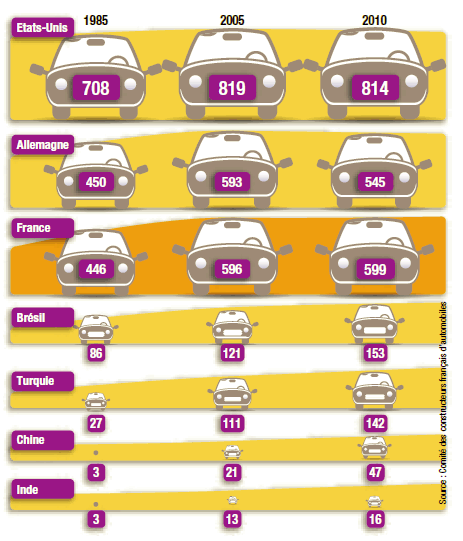 1985 2005 2010
Etats-Unis
708 819 814
Allemagne
450 593 545
France
446 596 599
Brésil
86 121 153
Turquie
27 111 142
Chine
3 21 47
Inde
3 13 16
Source : Comité des constructeurs français d'automobiles